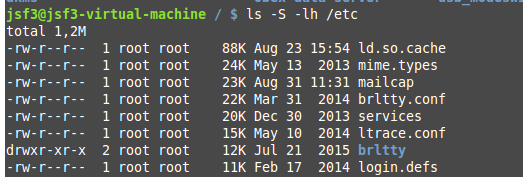 jsf3@jsf3-virtual-machine / $ ls -S -lh /etc
total 1,2M
-rw-r--r-- 1 root root 88K Aug 23 15:54 ld.so.cache
-rw-r--r-- 1 root root 24K May 13 2013 mime.types
-rw-r--r-- 1 root root 23K Aug 31 11:31 mailcap
-rw-r--r-- 1 root root 22K Mar 31 2014 brltty.conf
-rw-r--r-- 1 root root 20K Dec 30 2013 services
-rw-r--r-- 1 root root 15K May 10 2014 ltrace.conf
drwxr-xr-x 2 root root 12K Jul 21 2015 brltty
-rw-r--r-- 1 root root 11K Feb 17 2014 login.defs